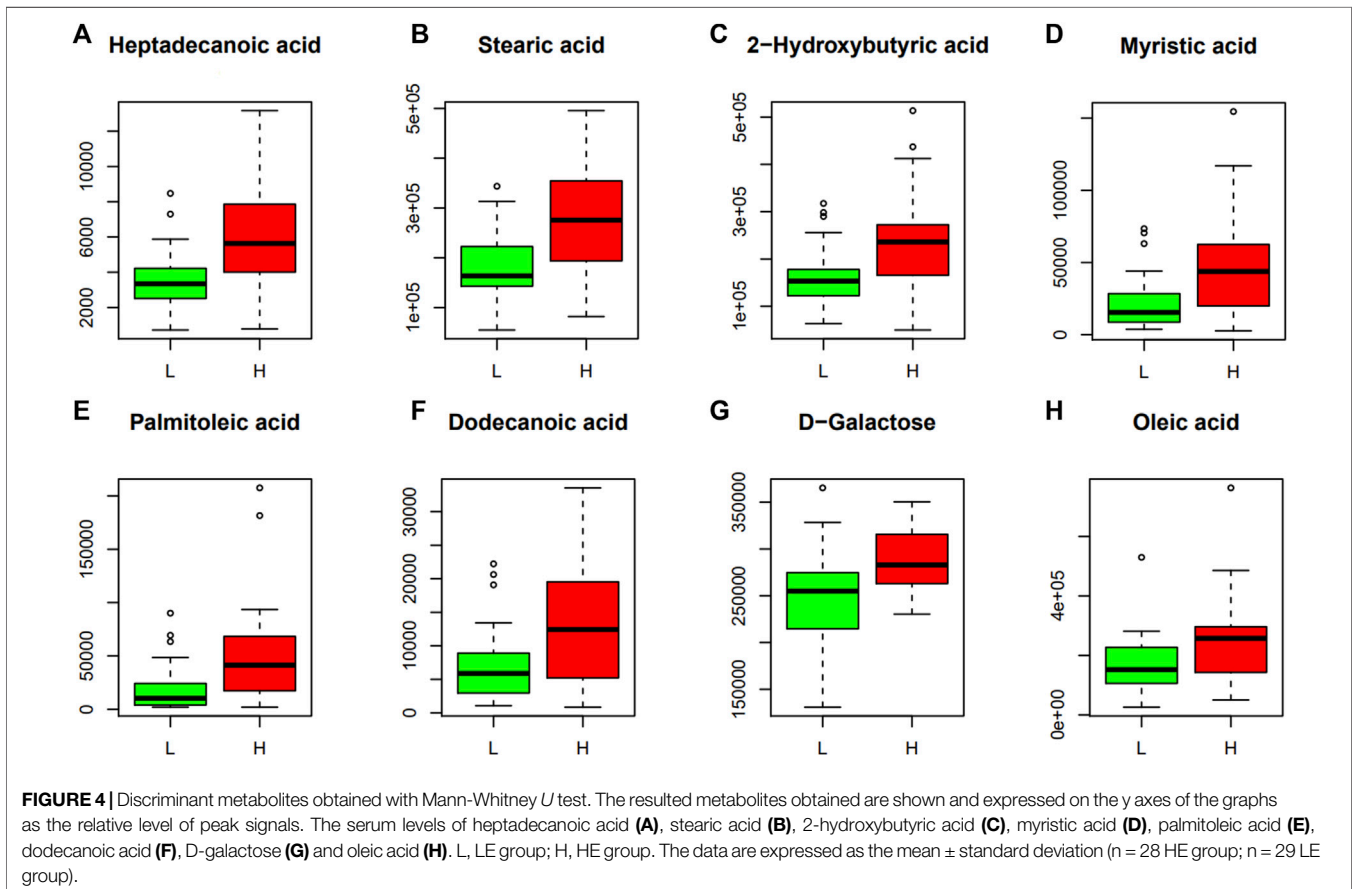 A Heptadecanoic acid
2000 6000 10000
L H
B Stearic acid
1e+05 3e+05 5e+05
L H
C 2−Hydroxybutyric acid
1e+05 3e+05 5e+05
L H
D Myristic acid
0 50000 100000
L H
E Palmitoleic acid
0 50000 150000
L H
F Dodecanoic acid
0 10000 20000 30000
L H
G D−Galactose
150000 250000 350000
L H
H Oleic acid
0e+00 4e+05
L H
FIGURE 4 | Discriminant metabolites obtained with Mann-Whitney U test. The resulted metabolites obtained are shown and expressed on the y axes of the graphs
as the relative level of peak signals. The serum levels of heptadecanoic acid (A), stearic acid (B), 2-hydroxybutyric acid (C), myristic acid (D), palmitoleic acid (E),
dodecanoic acid (F), D-galactose (G) and oleic acid (H). L, LE group; H, HE group. The data are expressed as the mean ± standard deviation (n = 28 HE group; n = 29 LE
group).